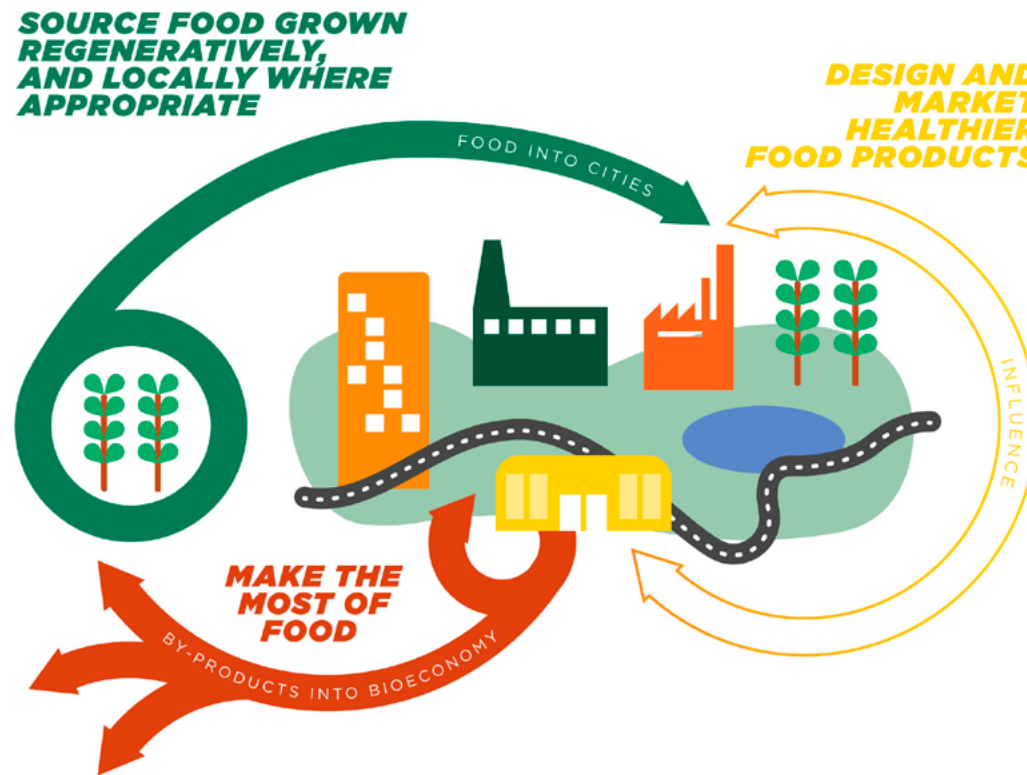 SOURCE FOOD GROWN
REGENERATIVELY,
AND LOCALLY WHERE
APPROPRIATE
DESIGN AND
MARKET
HEALTHIER
FOOD PRODUCTS
FOOD INTO CITIES
INFLUENCE
MAKE THE
MOST OF
FOOD
BY-PRODUCTS INTO BIOECONOMY